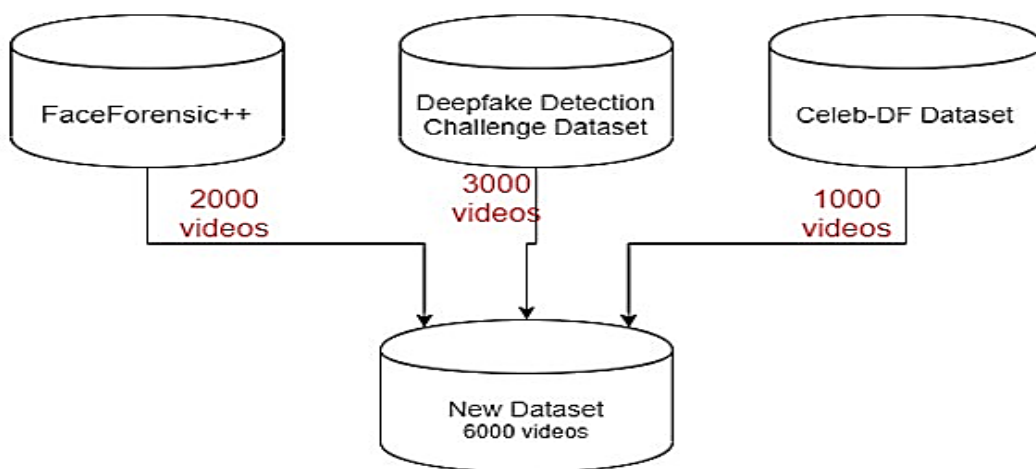 FaceForensic++
Deepfake Detection
Challenge Dataset
Celeb-DF Dataset
2000
videos
3000
videos
1000
videos
New Dataset
6000 videos